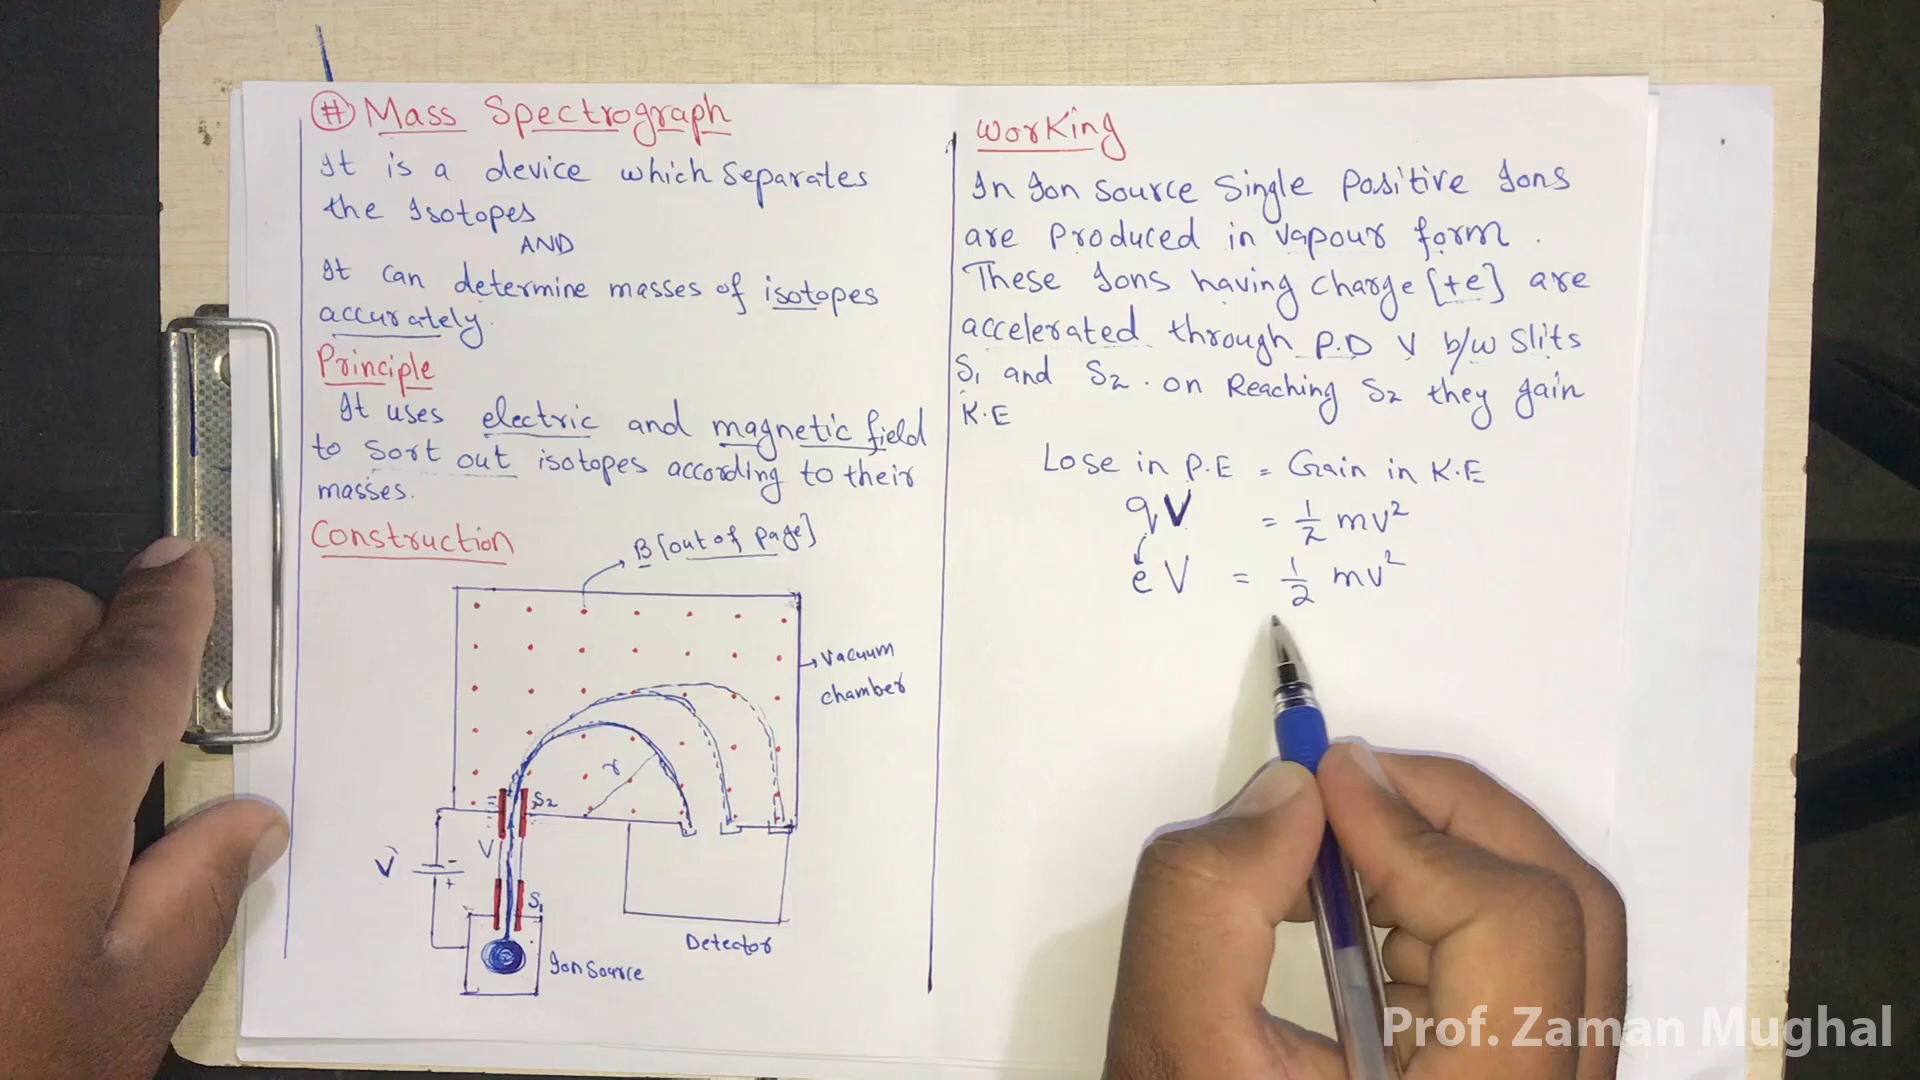 # Mass Spectrograph
It is a device which separates
the Isotopes
AND
It can determine masses of isotopes
accurately.
Principle
It uses electric and magnetic field
to sort out isotopes according to their
masses.
Construction
B [out of page]
Vacuum
chamber
r
S2
V
V
-
+
S1
Ion Source
Detector
Working
In Ion source Single Positive Ions
are produced in vapour form.
These Ions having charge [+e] are
accelerated through P.D V b/w Slits
S1 and S2. on Reaching S2 they gain
K.E
Lose in P.E = Gain in K.E
qV = 1/2 mv²
eV = 1/2 mv²
Prof. Zaman Mughal